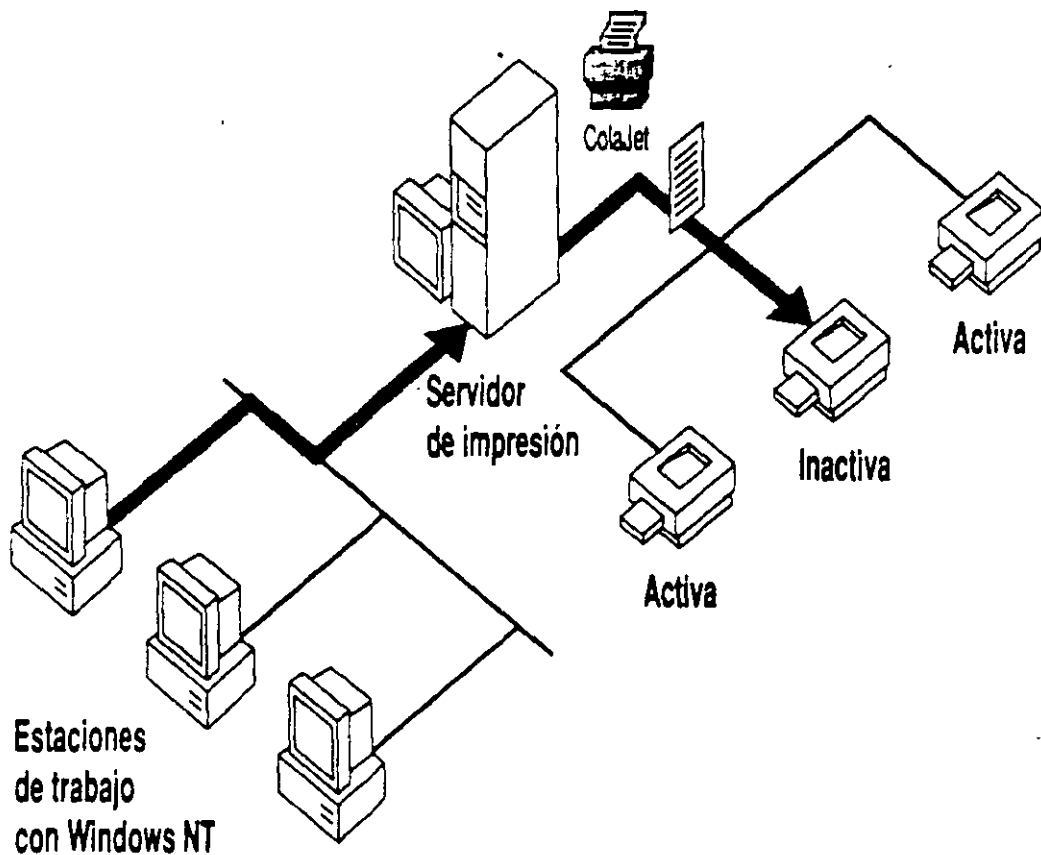 ColaJet
Activa
Servidor
de impresión
Inactiva
Activa
Estaciones
de trabajo
con Windows NT